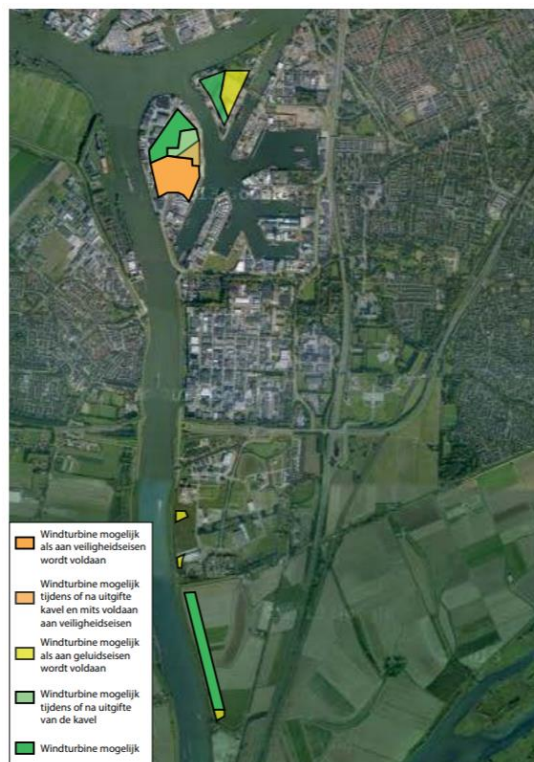 Windturbine mogelijk
als aan veiligheidseisen
wordt voldaan
Windturbine mogelijk
tijdens of na uitgifte
kavel en mits voldaan
aan veiligheidseisen
Windturbine mogelijk
als aan geluidseisen
wordt voldaan
Windturbine mogelijk
tijdens of na uitgifte
van de kavel
Windturbine mogelijk